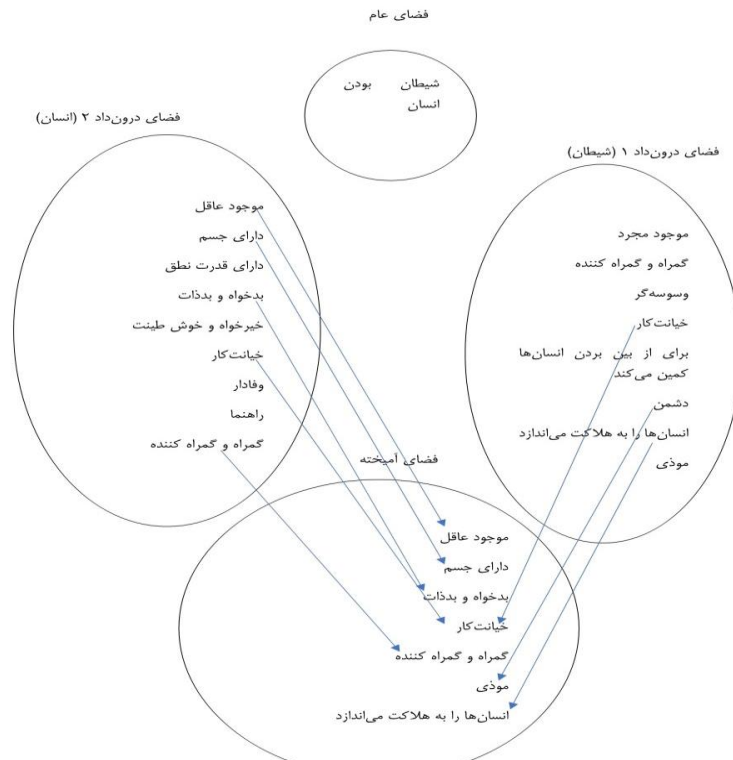 فضای عام
شیطان بودن
انسان
فضای درون‌داد ۲ (انسان)
موجود عاقل
دارای جسم
دارای قدرت نطق
بدخواه و بدذات
خیرخواه و خوش طینت
خیانت‌کار
وفادار
راهنما
گمراه و گمراه کننده
فضای درون‌داد ۱ (شیطان)
موجود مجرد
گمراه و گمراه کننده
وسوسه‌گر
خیانت‌کار
برای از بین بردن انسان‌ها
کمین می‌کند
دشمن
انسان‌ها را به هلاکت می‌اندازد
موذی
فضای آمیخته
موجود عاقل
دارای جسم
بدخواه و بدذات
خیانت‌کار
گمراه و گمراه کننده
موذی
انسان‌ها را به هلاکت می‌اندازد